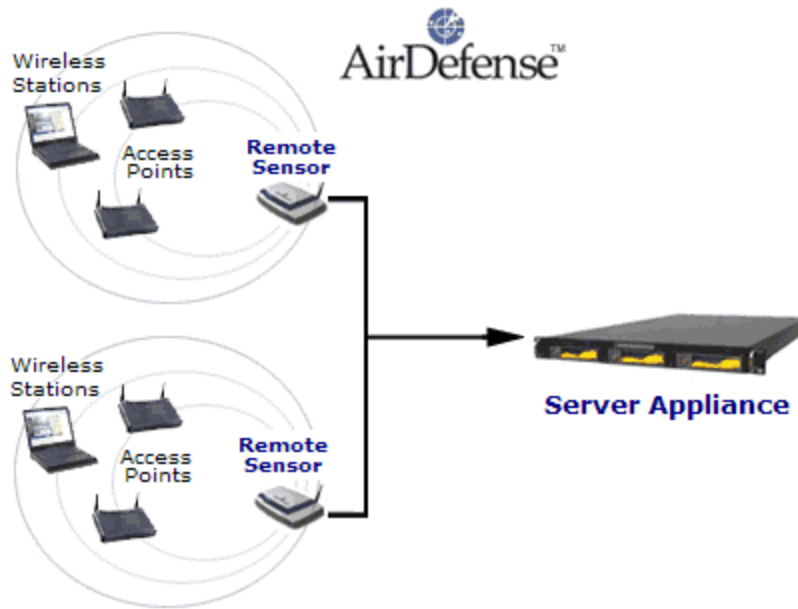 AirDefense™
Wireless
Stations
Access
Points
Remote
Sensor
Wireless
Stations
Access
Points
Remote
Sensor
Server Appliance